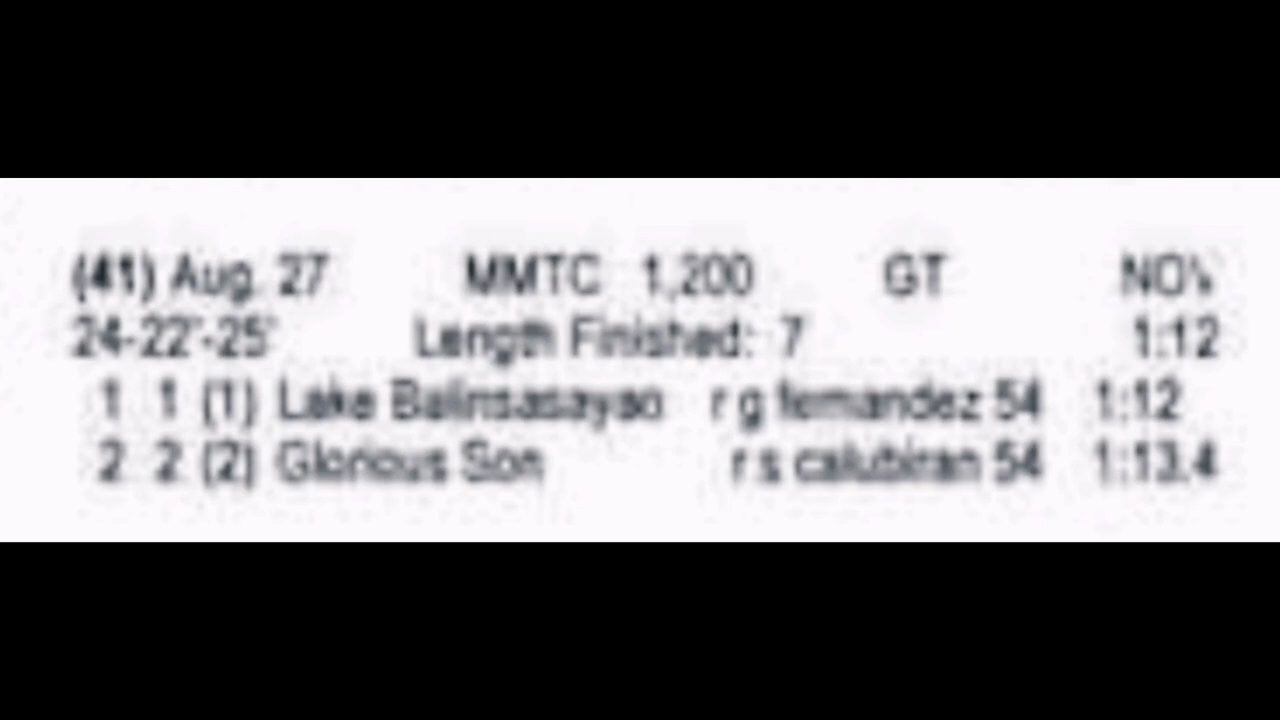 (41) Aug. 27 MMTC 1,200 GT
24-22'-25' Length Finished: 7 1:12
1 1 (1) Lake Balinsasayao r g fernandez 54 1:12
2 2 (2) Glorious Son r s calubiran 54 1:13.4